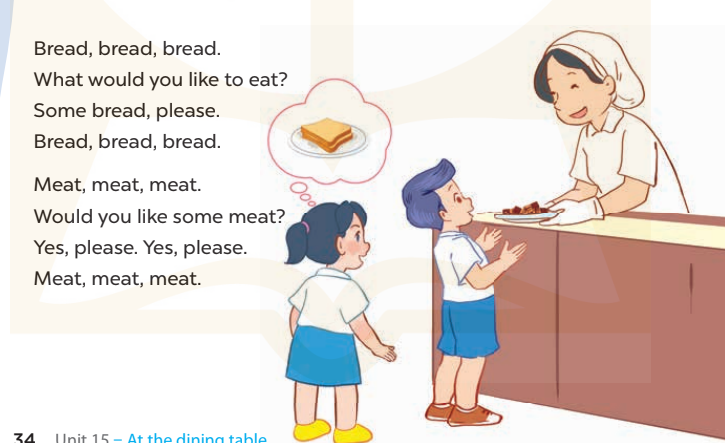 Bread, bread, bread.
What would you like to eat?
Some bread, please.
Bread, bread, bread.
Meat, meat, meat.
Would you like some meat?
Yes, please. Yes, please.
Meat, meat, meat.
34 Unit 15 – At the dining table